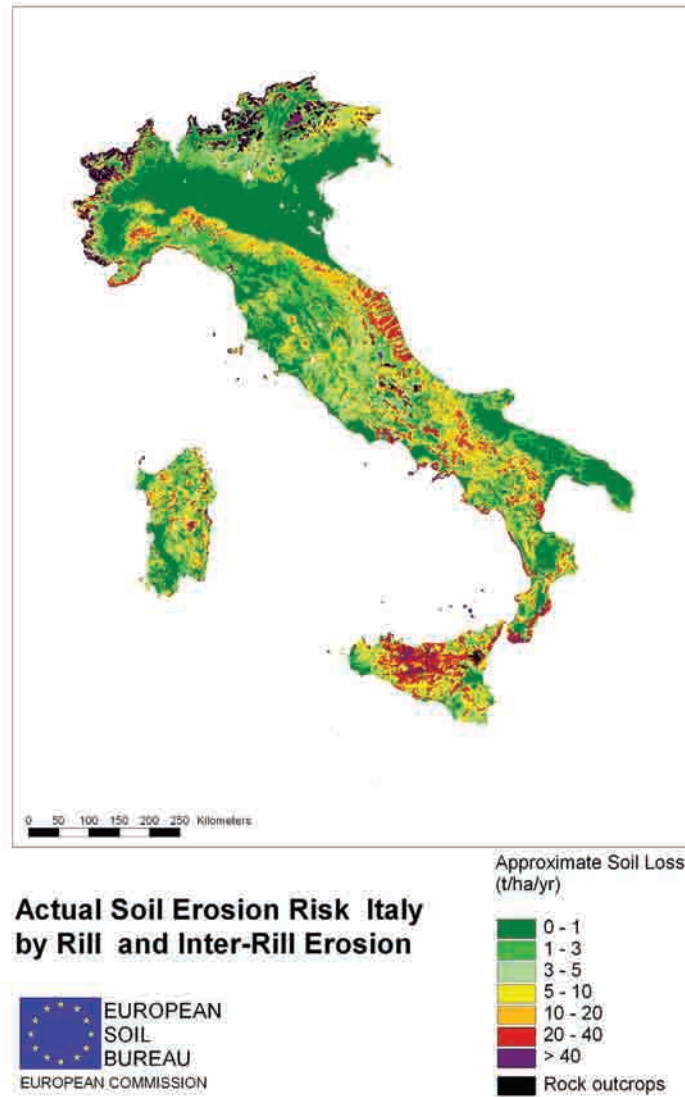 0 50 100 150 200 250 Kilometers
Actual Soil Erosion Risk Italy
by Rill and Inter-Rill Erosion
EUROPEAN
SOIL
BUREAU
EUROPEAN COMMISSION
Approximate Soil Loss
(t/ha/yr)
0 - 1
1 - 3
3 - 5
5 - 10
10 - 20
20 - 40
> 40
Rock outcrops